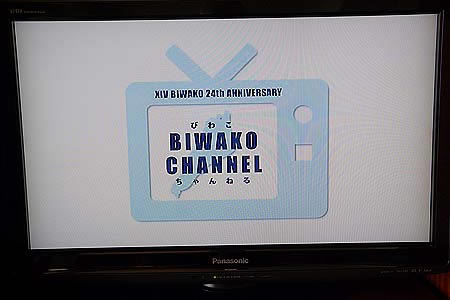 XIV BIWAKO 24th ANNIVERSARY
びわこ
BIWAKO
CHANNEL
ちゃんねる
Panasonic